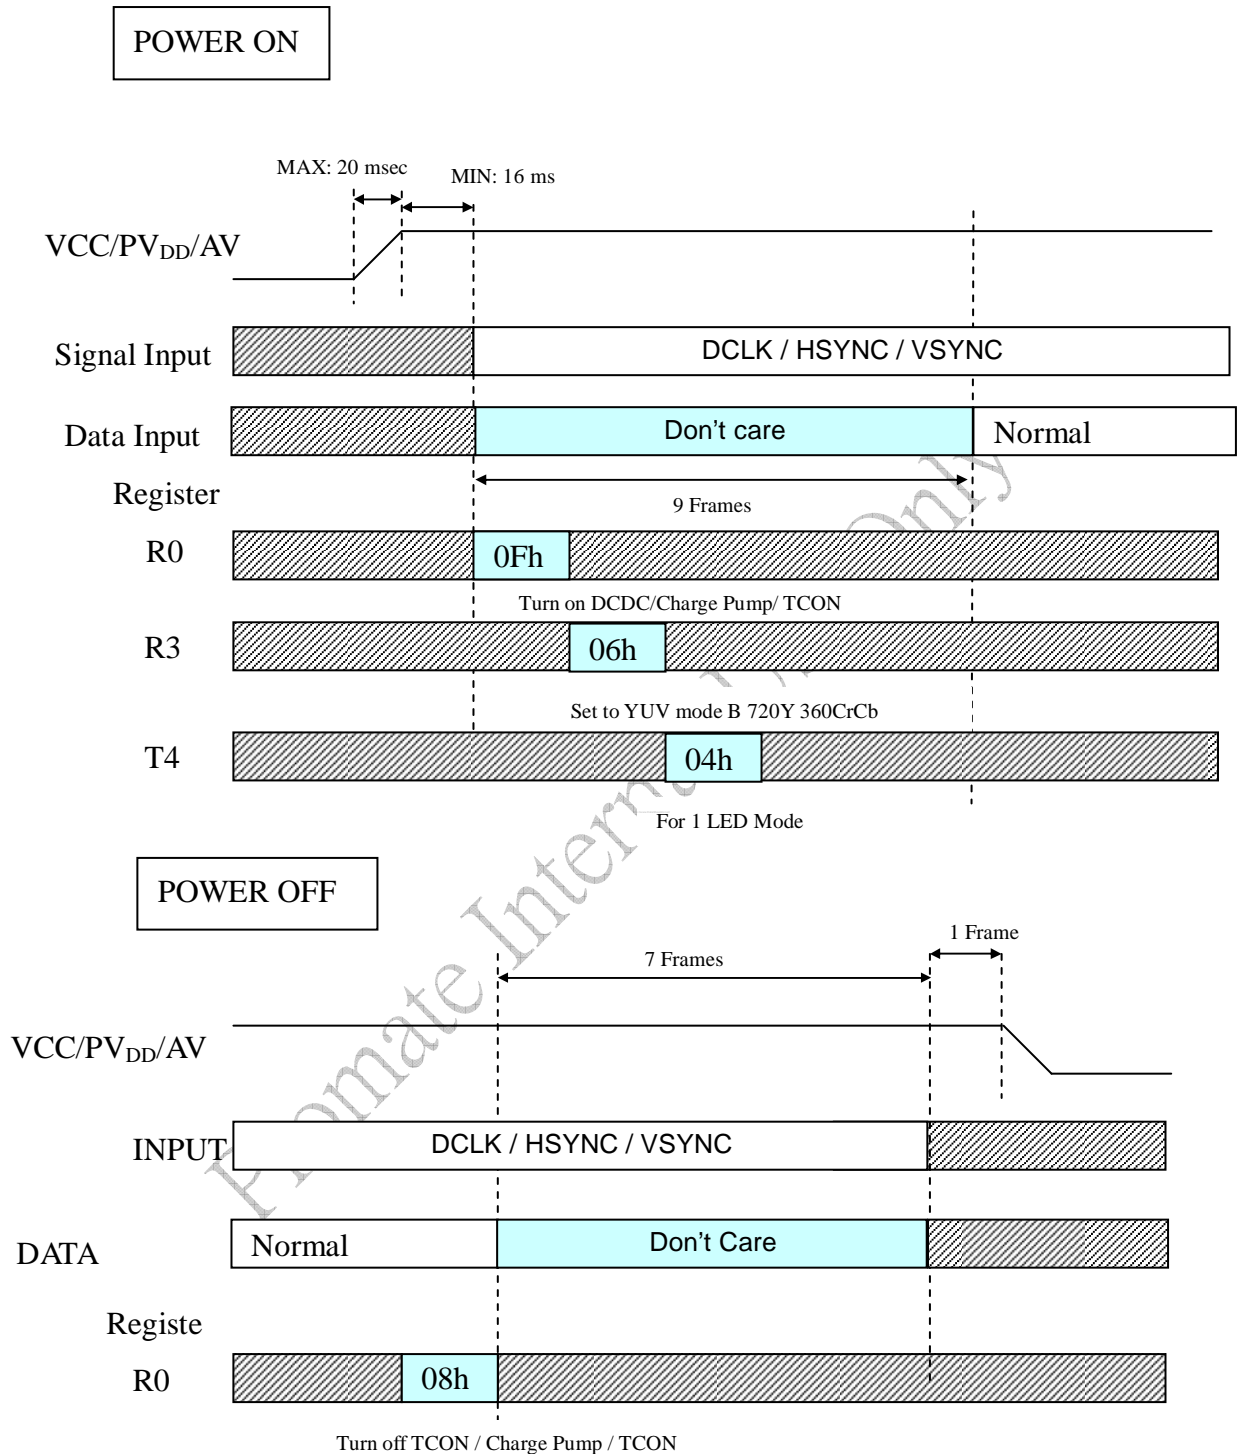 POWER ON
MAX: 20 msec
MIN: 16 ms
VCC/PVDD/AV
Signal Input
DCLK / HSYNC / VSYNC
Data Input
Don't care
Normal
Register
9 Frames
R0
0Fh
Turn on DCDC/Charge Pump/ TCON
R3
06h
Set to YUV mode B 720Y 360CrCb
T4
04h
For 1 LED Mode
POWER OFF
1 Frame
7 Frames
VCC/PVDD/AV
INPUT
DCLK / HSYNC / VSYNC
DATA
Normal
Don't Care
Registe
R0
08h
Turn off TCON / Charge Pump / TCON
Only